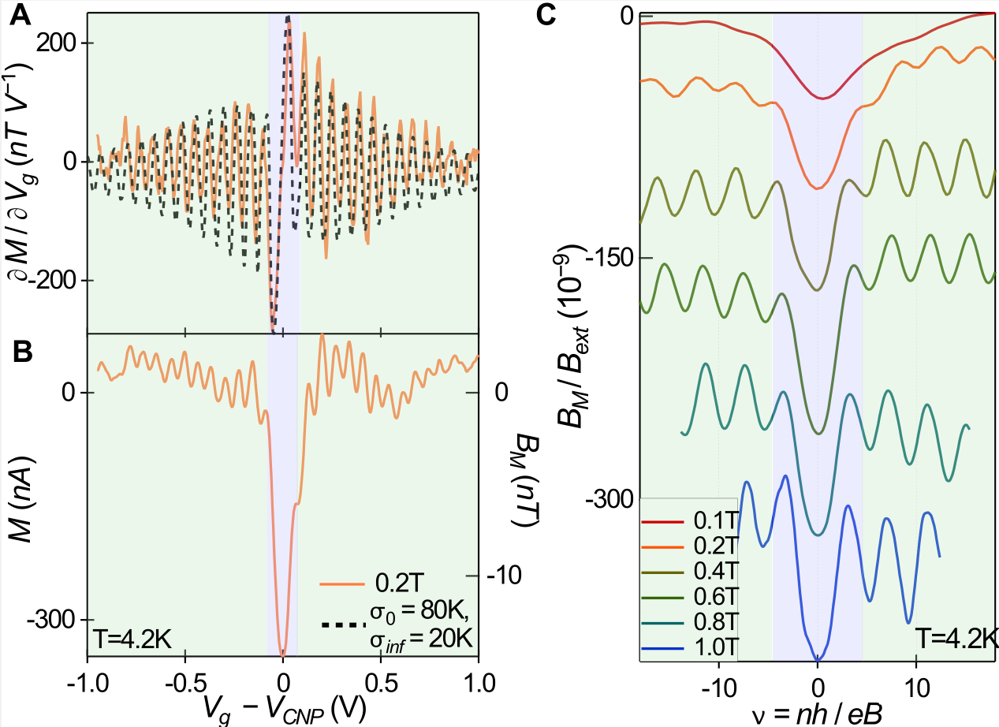 A
200
0
-200
∂M/∂V_g (nT V⁻¹)
B
0
-300
M (nA)
0
-10
B_M (nT)
0.2T
σ₀ = 80K,
σ_inf = 20K
T=4.2K
-1.0 -0.5 0 0.5 1.0
V_g − V_CNP (V)
C
0
-150
-300
B_M / B_ext (10⁻⁹)
0.1T
0.2T
0.4T
0.6T
0.8T
1.0T
T=4.2K
-10 0 10
ν = nh / eB